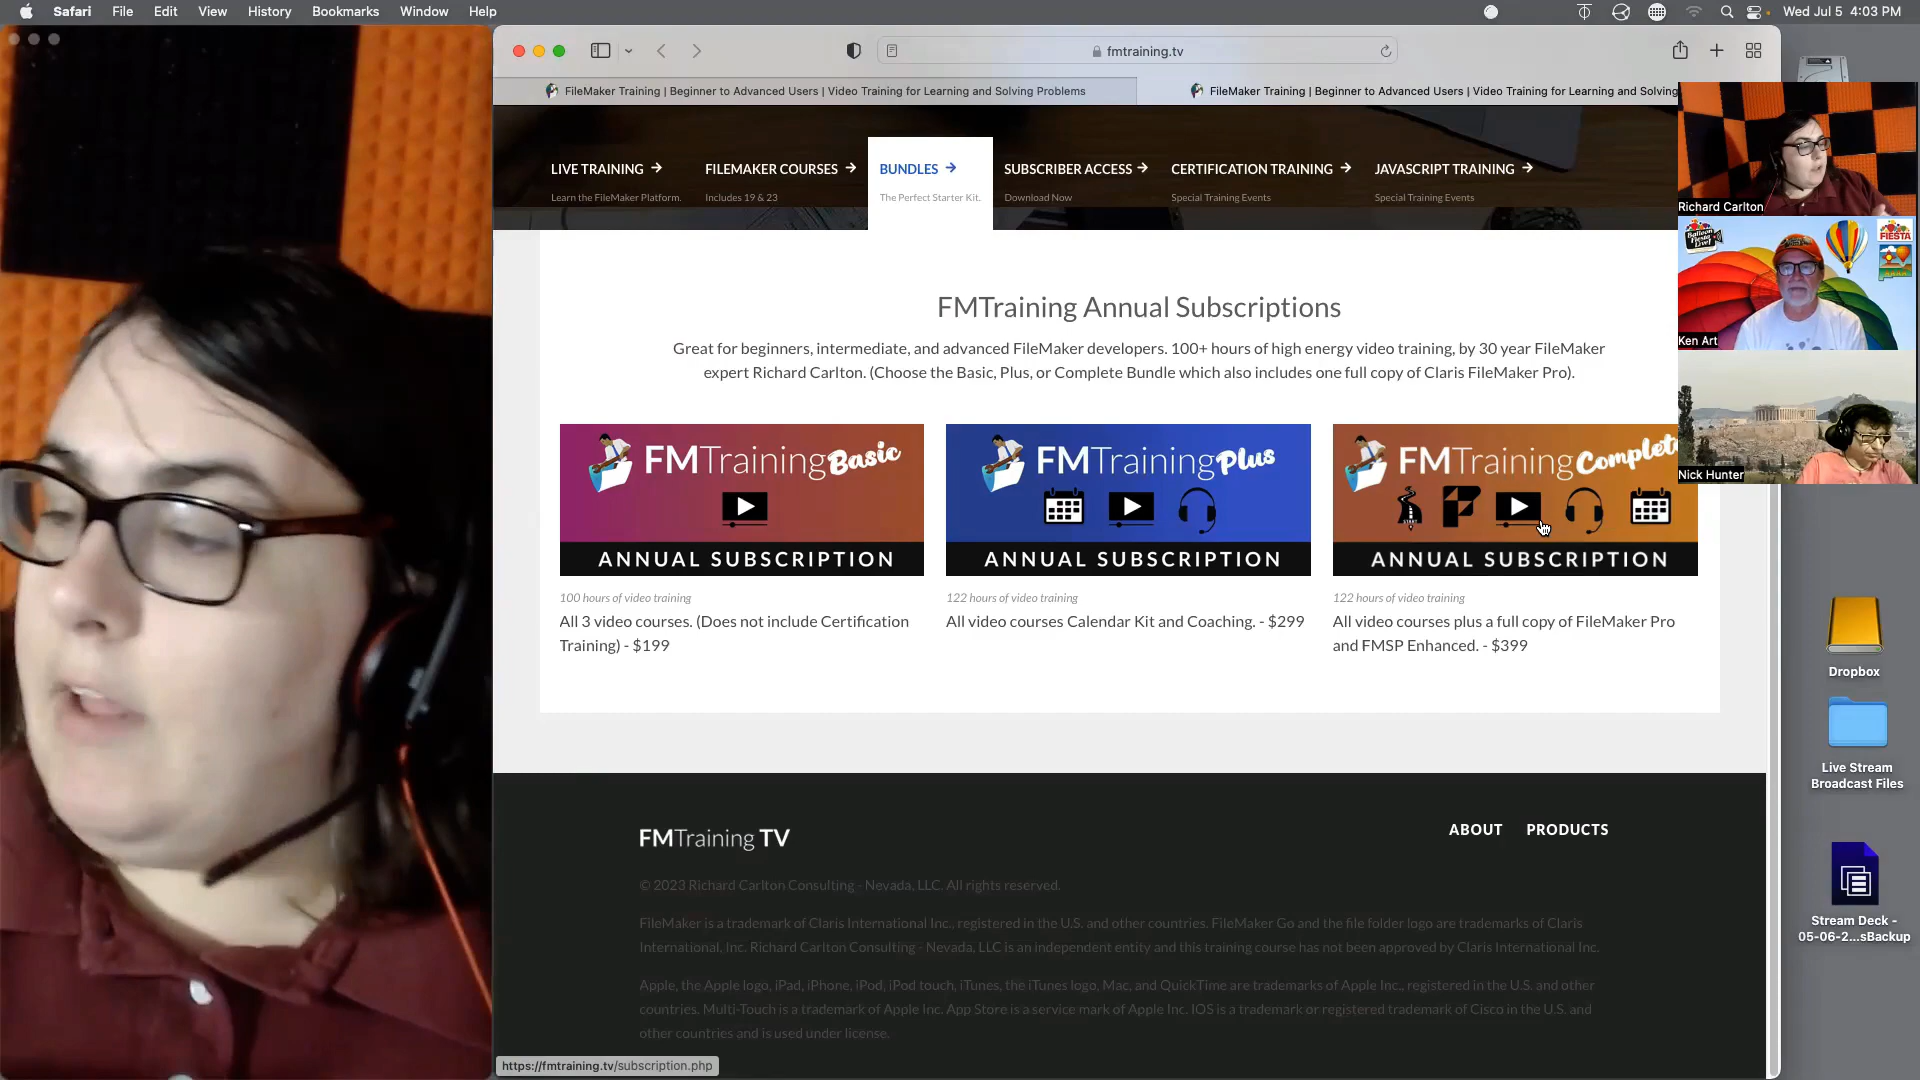 Safari File Edit View History Bookmarks Window Help
Wed Jul 5 4:03 PM
fmtraining.tv
FileMaker Training | Beginner to Advanced Users | Video Training for Learning and Solving Problems
FileMaker Training | Beginner to Advanced Users | Video Training for Learning and Solving
LIVE TRAINING
Learn the FileMaker Platform.
FILEMAKER COURSES
Includes 19 & 23
BUNDLES
The Perfect Starter Kit.
SUBSCRIBER ACCESS
Download Now
CERTIFICATION TRAINING
Special Training Events
JAVASCRIPT TRAINING
Special Training Events
Richard Carlton
Balloon
Fiesta
Live!
FIESTA
Ken Art
Nick Hunter
FMTraining Annual Subscriptions
Great for beginners, intermediate, and advanced FileMaker developers. 100+ hours of high energy video training, by 30 year FileMaker
expert Richard Carlton. (Choose the Basic, Plus, or Complete Bundle which also includes one full copy of Claris FileMaker Pro).
FMTraining Basic
ANNUAL SUBSCRIPTION
100 hours of video training
All 3 video courses. (Does not include Certification
Training) - $199
FMTraining Plus
ANNUAL SUBSCRIPTION
122 hours of video training
All video courses Calendar Kit and Coaching. - $299
FMTraining Complet
START
ANNUAL SUBSCRIPTION
122 hours of video training
All video courses plus a full copy of FileMaker Pro
and FMSP Enhanced. - $399
Dropbox
Live Stream
Broadcast Files
Stream Deck -
05-06-2...sBackup
FMTraining TV
ABOUT PRODUCTS
© 2023 Richard Carlton Consulting - Nevada, LLC. All rights reserved.
FileMaker is a trademark of Claris International Inc., registered in the U.S. and other countries. FileMaker Go and the file folder logo are trademarks of Claris
International, Inc. Richard Carlton Consulting - Nevada, LLC is an independent entity and this training course has not been approved by Claris International Inc.
Apple, the Apple logo, iPad, iPhone, iPod, iPod touch, iTunes, the iTunes logo, Mac, and QuickTime are trademarks of Apple Inc., registered in the U.S. and other
countries. Multi-Touch is a trademark of Apple Inc. App Store is a service mark of Apple Inc. IOS is a trademark or registered trademark of Cisco in the U.S. and
other countries and is used under license.
https://fmtraining.tv/subscription.php